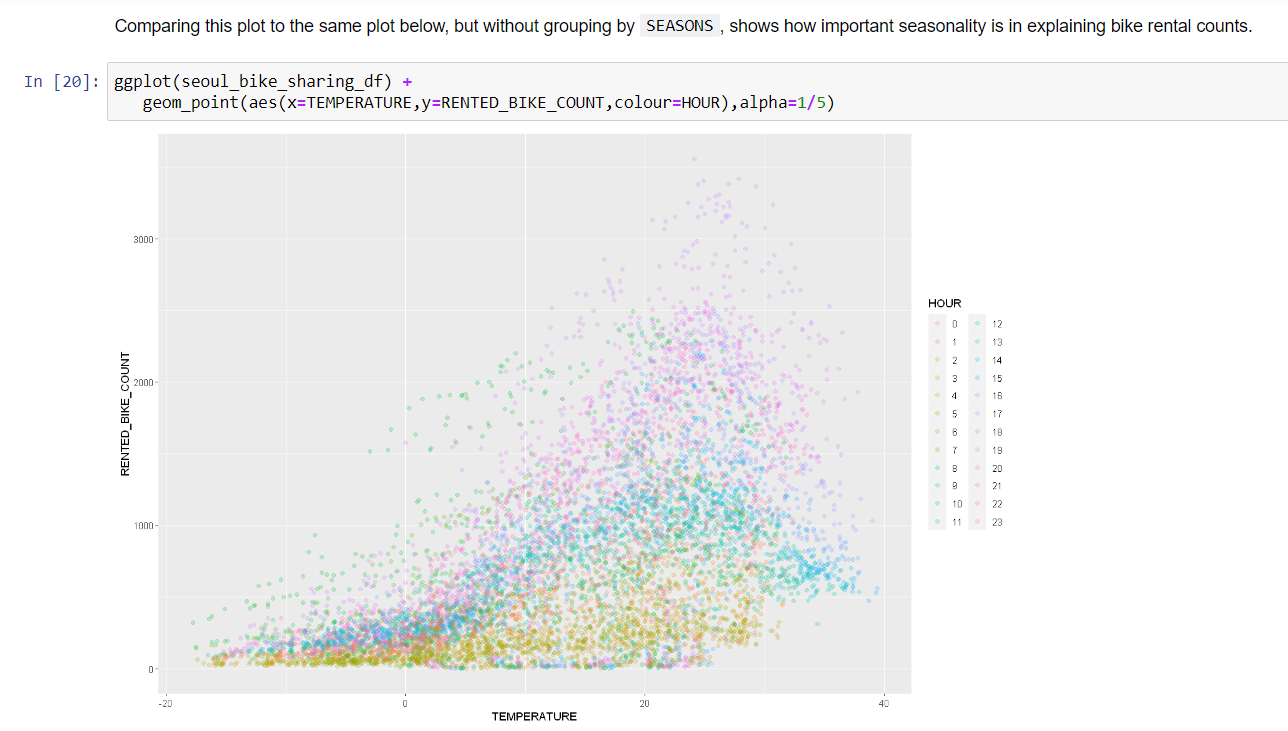 Comparing this plot to the same plot below, but without grouping by SEASONS , shows how important seasonality is in explaining bike rental counts.
In [20]: ggplot(seoul_bike_sharing_df) +
geom_point(aes(x=TEMPERATURE,y=RENTED_BIKE_COUNT,colour=HOUR),alpha=1/5)
3000
2000
1000
0
RENTED_BIKE_COUNT
-20 0 20 40
TEMPERATURE
HOUR
0 12
1 13
2 14
3 15
4 16
5 17
6 18
7 19
8 20
9 21
10 22
11 23